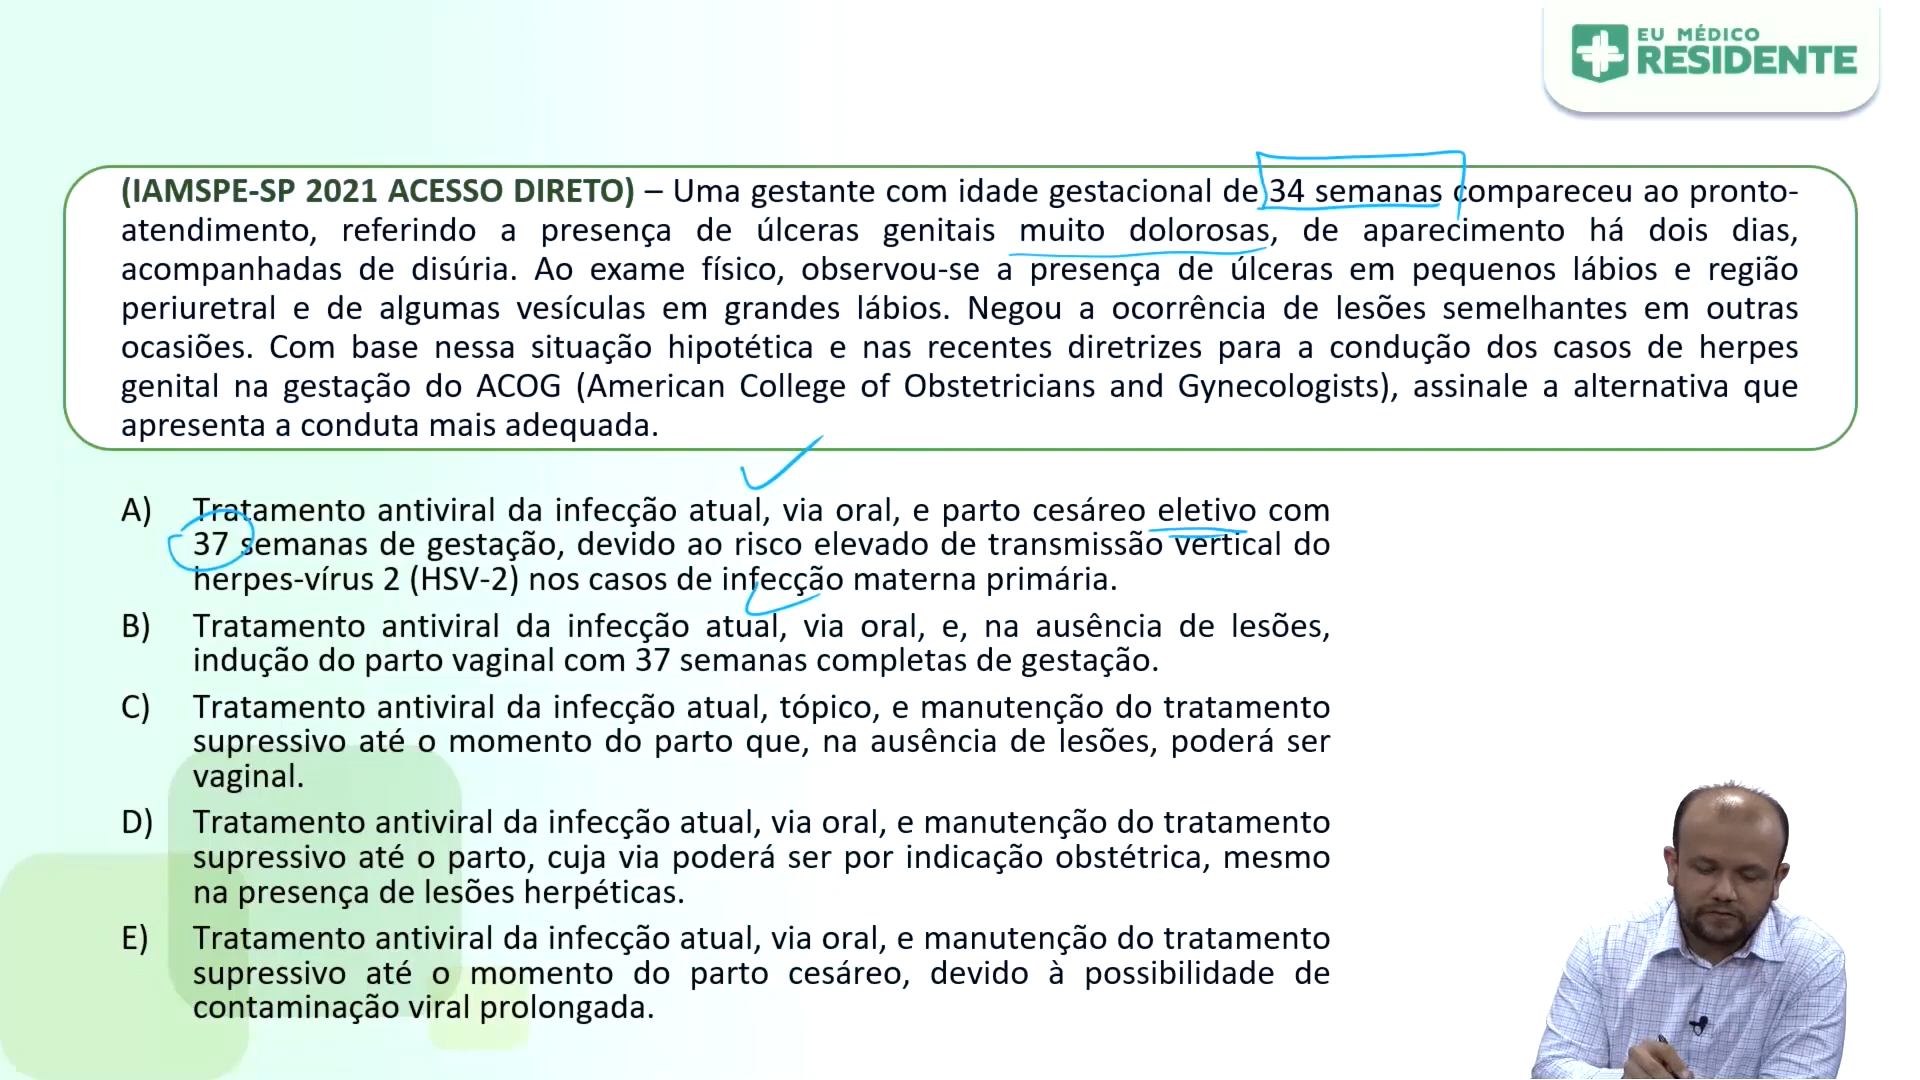 EU MÉDICO
RESIDENTE
(IAMSPE-SP 2021 ACESSO DIRETO) – Uma gestante com idade gestacional de 34 semanas compareceu ao pronto-
atendimento, referindo a presença de úlceras genitais muito dolorosas, de aparecimento há dois dias,
acompanhadas de disúria. Ao exame físico, observou-se a presença de úlceras em pequenos lábios e região
periuretral e de algumas vesículas em grandes lábios. Negou a ocorrência de lesões semelhantes em outras
ocasiões. Com base nessa situação hipotética e nas recentes diretrizes para a condução dos casos de herpes
genital na gestação do ACOG (American College of Obstetricians and Gynecologists), assinale a alternativa que
apresenta a conduta mais adequada.
A) Tratamento antiviral da infecção atual, via oral, e parto cesáreo eletivo com
37 semanas de gestação, devido ao risco elevado de transmissão vertical do
herpes-vírus 2 (HSV-2) nos casos de infecção materna primária.
B) Tratamento antiviral da infecção atual, via oral, e, na ausência de lesões,
indução do parto vaginal com 37 semanas completas de gestação.
C) Tratamento antiviral da infecção atual, tópico, e manutenção do tratamento
supressivo até o momento do parto que, na ausência de lesões, poderá ser
vaginal.
D) Tratamento antiviral da infecção atual, via oral, e manutenção do tratamento
supressivo até o parto, cuja via poderá ser por indicação obstétrica, mesmo
na presença de lesões herpéticas.
E) Tratamento antiviral da infecção atual, via oral, e manutenção do tratamento
supressivo até o momento do parto cesáreo, devido à possibilidade de
contaminação viral prolongada.